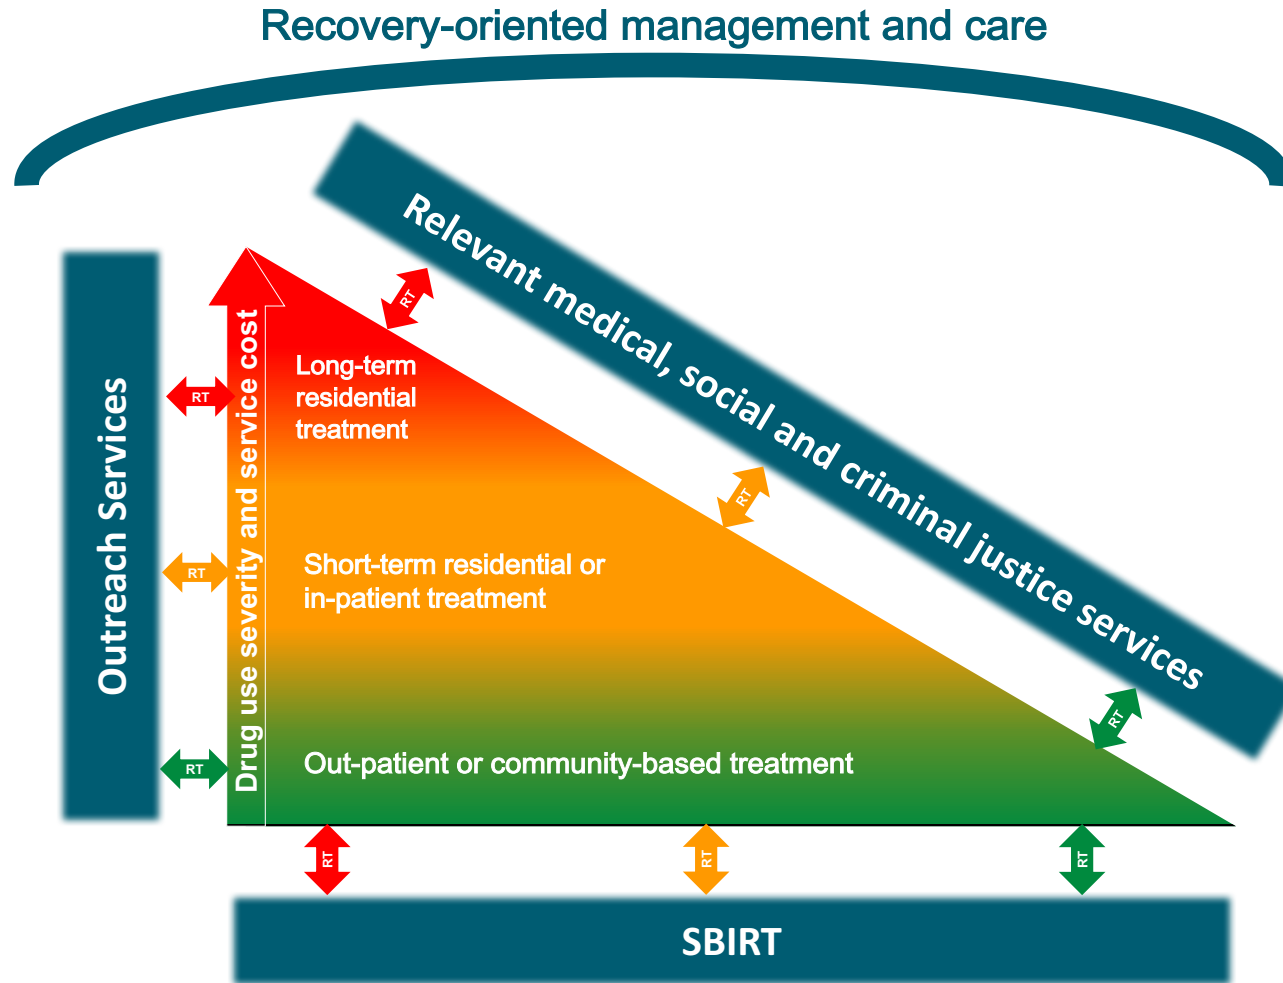 Recovery-oriented management and care
Relevant medical, social and criminal justice services
RT
Outreach Services
Drug use severity and service cost
Long-term
residential
treatment
RT
RT
RT
Short-term residential or
in-patient treatment
RT
RT
Out-patient or community-based treatment
RT
RT
RT
RT
SBIRT